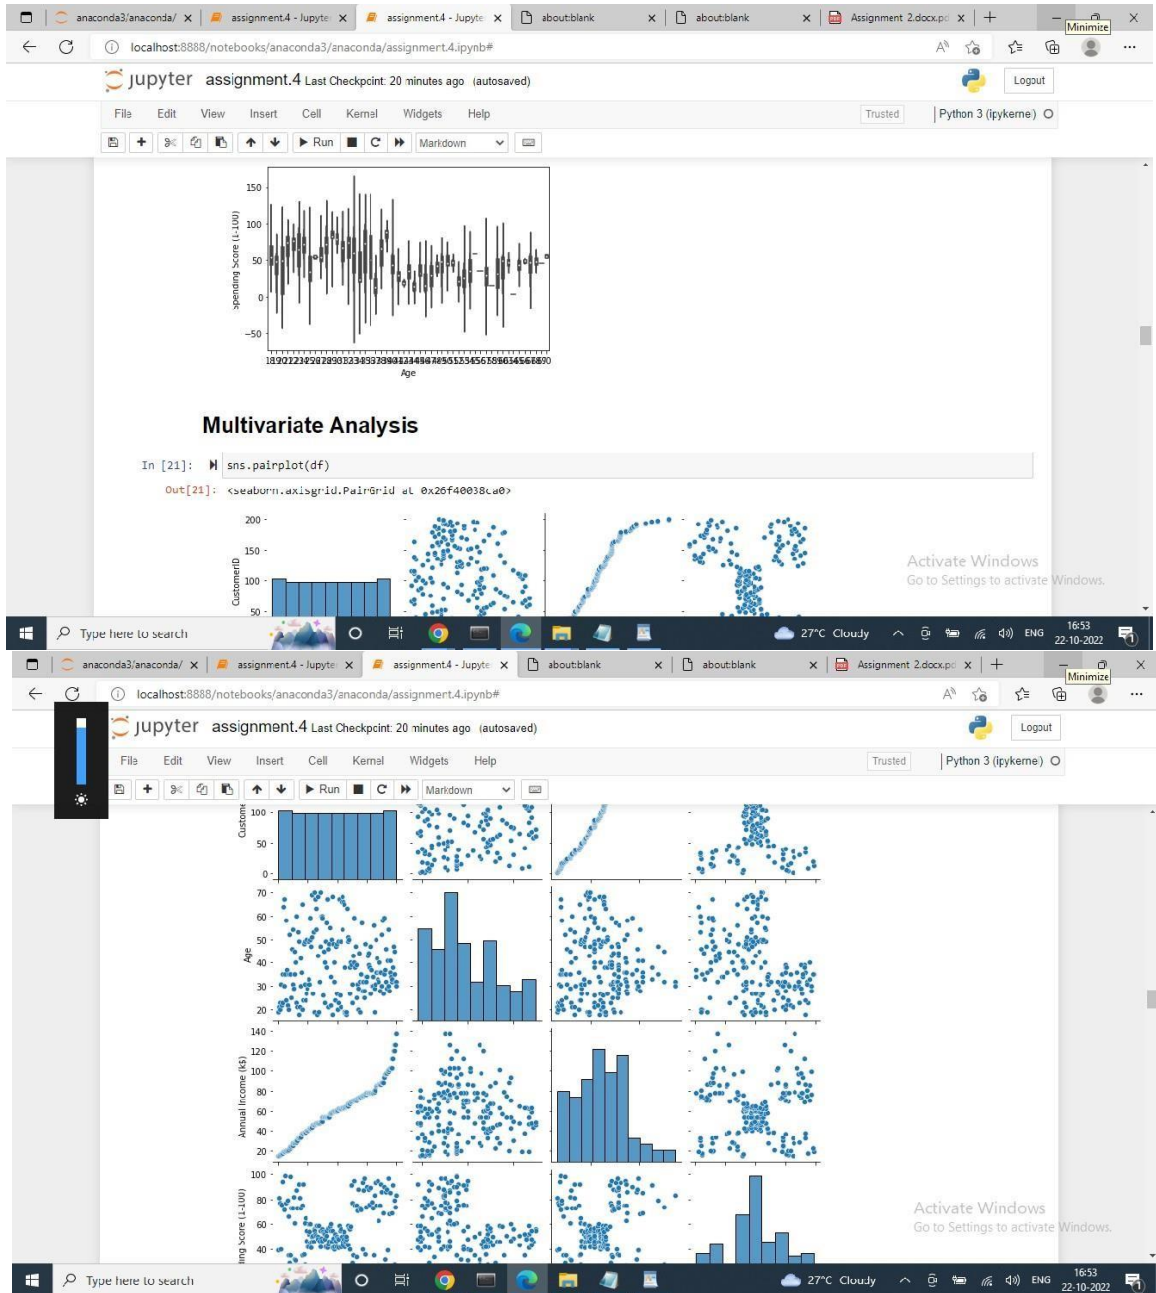 anaconda3/anaconda/
assignment.4 - Jupyte
assignment.4 - Jupyte
about:blank
about:blank
Assignment 2.docx.pd
Minimize
localhost:8888/notebooks/anaconda3/anaconda/assignment.4.ipynb#
jupyter assignment.4 Last Checkpoint: 20 minutes ago (autosaved)
Logout
File Edit View Insert Cell Kernel Widgets Help
Trusted
Python 3 (ipykernel)
Run
Markdown
150
100
50
0
−50
Spending Score (1-100)
Age
Multivariate Analysis
In [21]: sns.pairplot(df)
Out[21]: <seaborn.axisgrid.PairGrid at 0x26f40038ca0>
200
150
100
50
CustomerID
Activate Windows
Go to Settings to activate Windows.
Type here to search
27°C Cloudy
ENG
16:53
22-10-2022
anaconda3/anaconda/
assignment.4 - Jupyte
assignment.4 - Jupyte
about:blank
about:blank
Assignment 2.docx.pd
Minimize
localhost:8888/notebooks/anaconda3/anaconda/assignment.4.ipynb#
jupyter assignment.4 Last Checkpoint: 20 minutes ago (autosaved)
Logout
File Edit View Insert Cell Kernel Widgets Help
Trusted
Python 3 (ipykernel)
Run
Markdown
100
50
0
Custome
70
60
50
40
30
20
Age
140
120
100
80
60
40
20
Annual Income (k$)
100
80
60
40
ing Score (1-100)
Activate Windows
Go to Settings to activate Windows.
Type here to search
27°C Cloudy
ENG
16:53
22-10-2022